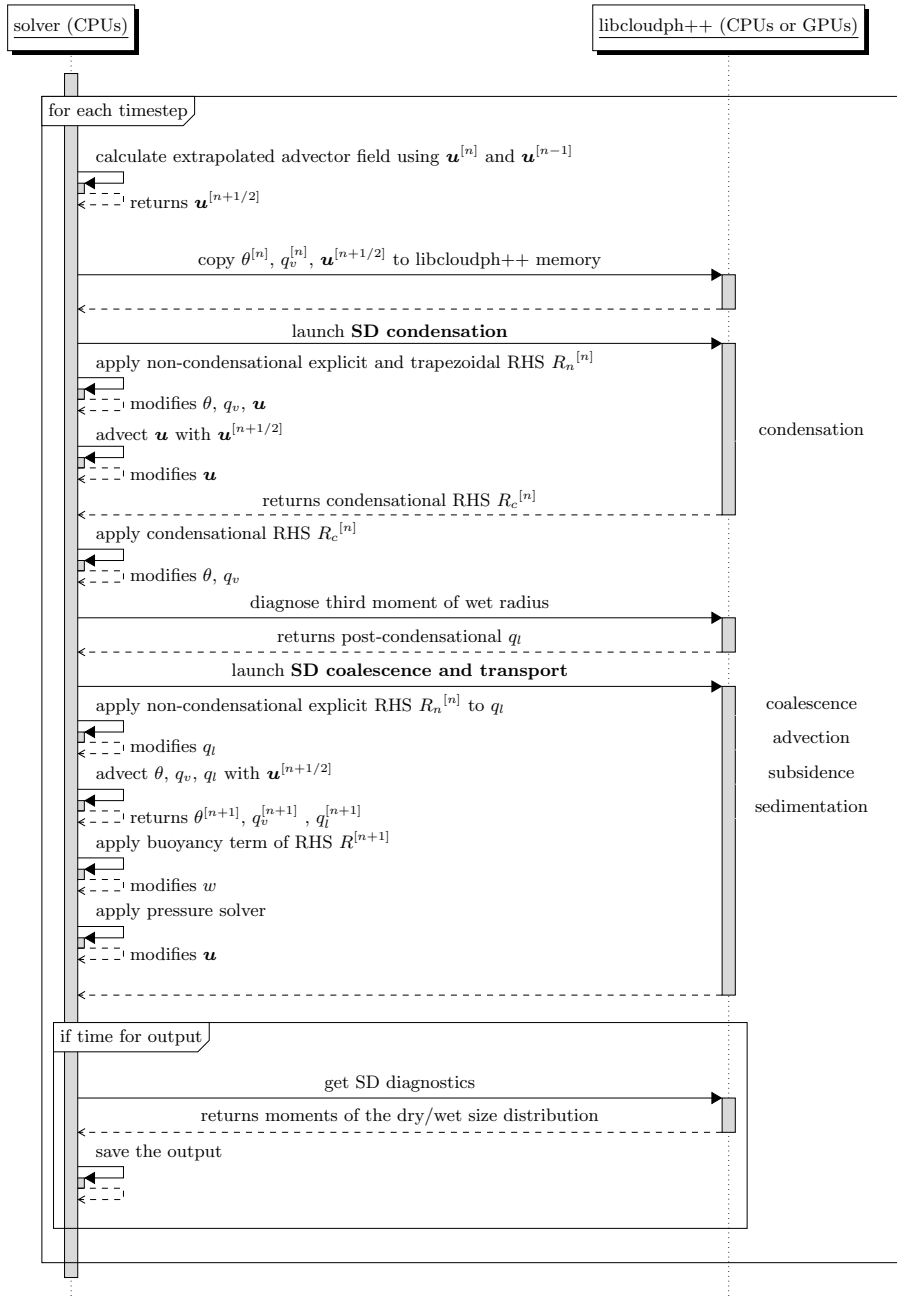 solver (CPUs)
libcloudph++ (CPUs or GPUs)
for each timestep
calculate extrapolated advector field using u^[n] and u^[n−1]
returns u^[n+1/2]
copy θ^[n], q_v^[n], u^[n+1/2] to libcloudph++ memory
launch SD condensation
apply non-condensational explicit and trapezoidal RHS R_n^[n]
modifies θ, q_v, u
advect u with u^[n+1/2]
condensation
modifies u
returns condensational RHS R_c^[n]
apply condensational RHS R_c^[n]
modifies θ, q_v
diagnose third moment of wet radius
returns post-condensational q_l
launch SD coalescence and transport
apply non-condensational explicit RHS R_n^[n] to q_l
coalescence
modifies q_l
advection
advect θ, q_v, q_l with u^[n+1/2]
subsidence
returns θ^[n+1], q_v^[n+1] , q_l^[n+1]
sedimentation
apply buoyancy term of RHS R^[n+1]
modifies w
apply pressure solver
modifies u
if time for output
get SD diagnostics
returns moments of the dry/wet size distribution
save the output